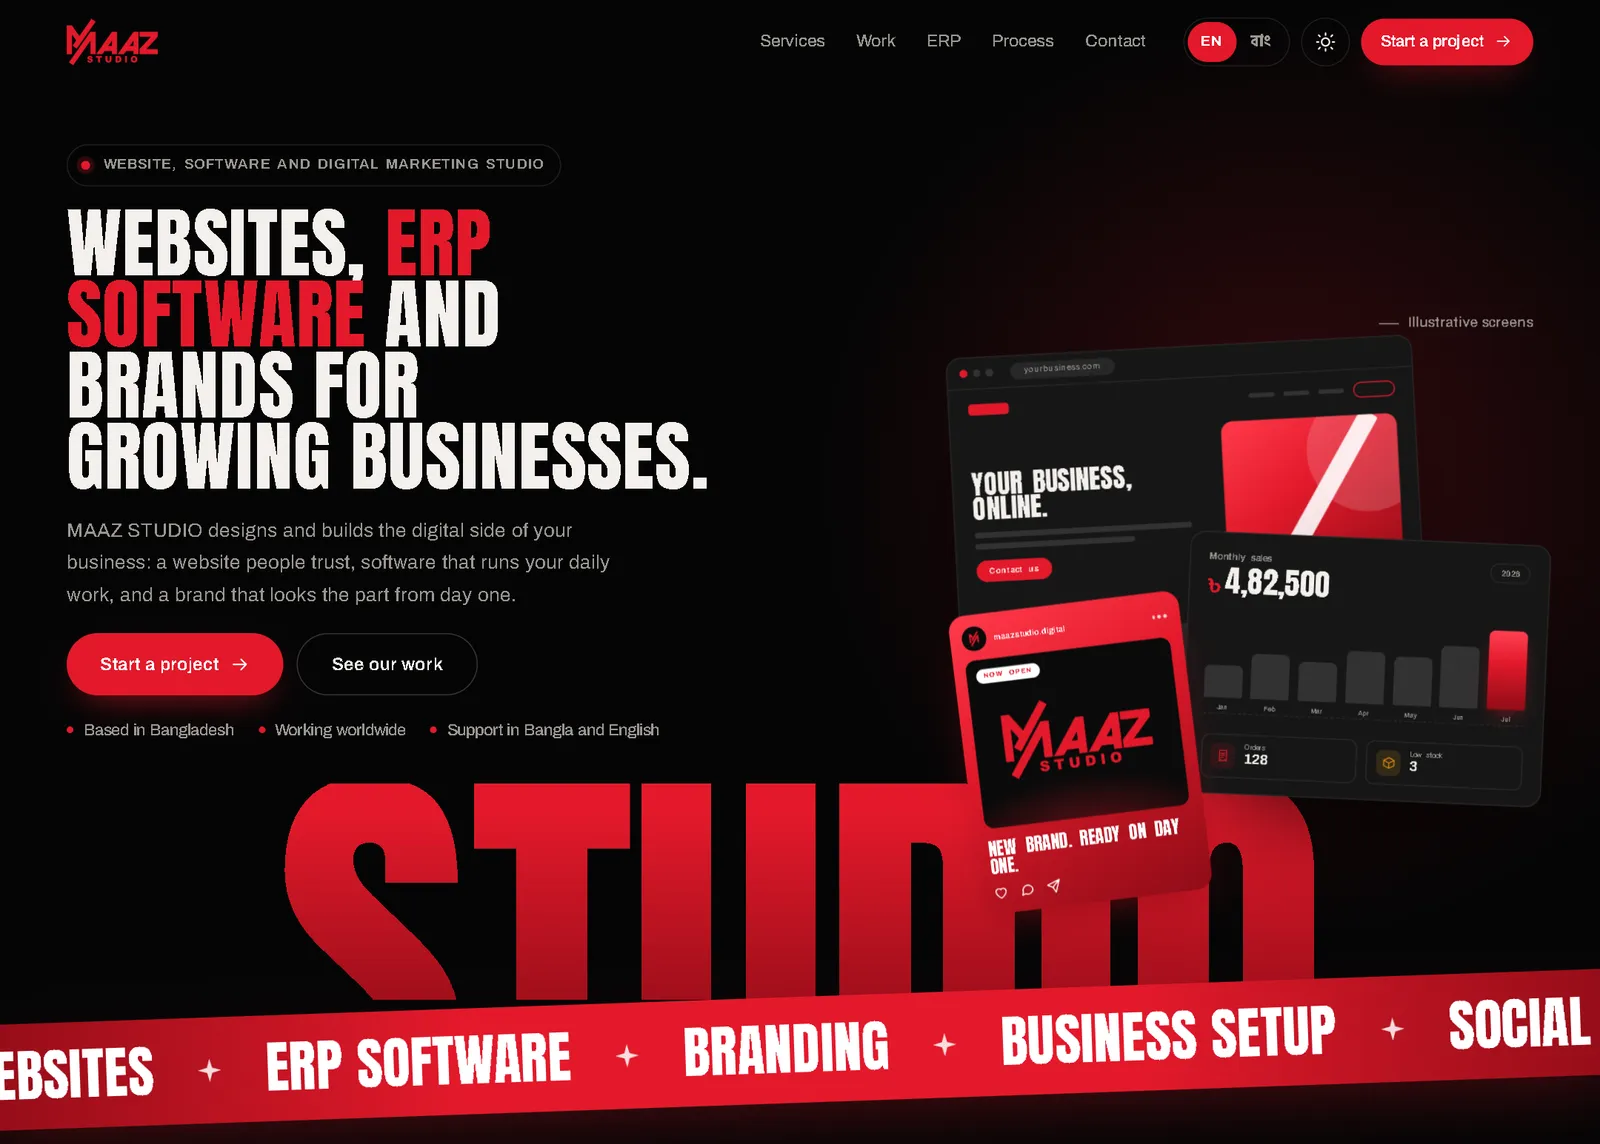 MAAZ
STUDIO
Services Work ERP Process Contact EN বাং Start a project
WEBSITE, SOFTWARE AND DIGITAL MARKETING STUDIO
WEBSITES, ERP
SOFTWARE AND
BRANDS FOR
GROWING BUSINESSES.
MAAZ STUDIO designs and builds the digital side of your
business: a website people trust, software that runs your daily
work, and a brand that looks the part from day one.
Start a project See our work
Based in Bangladesh Working worldwide Support in Bangla and English
Illustrative screens
yourbusiness.com
YOUR BUSINESS,
ONLINE.
Contact us
Monthly sales
৳ 4,82,500
2026
Jan Feb Mar Apr May Jun Jul
Orders
128
Low stock
3
maazstudio.digital
NOW OPEN
MAAZ
STUDIO
NEW BRAND. READY ON DAY
ONE.
STUDIO
EBSITES ERP SOFTWARE BRANDING BUSINESS SETUP SOCIAL